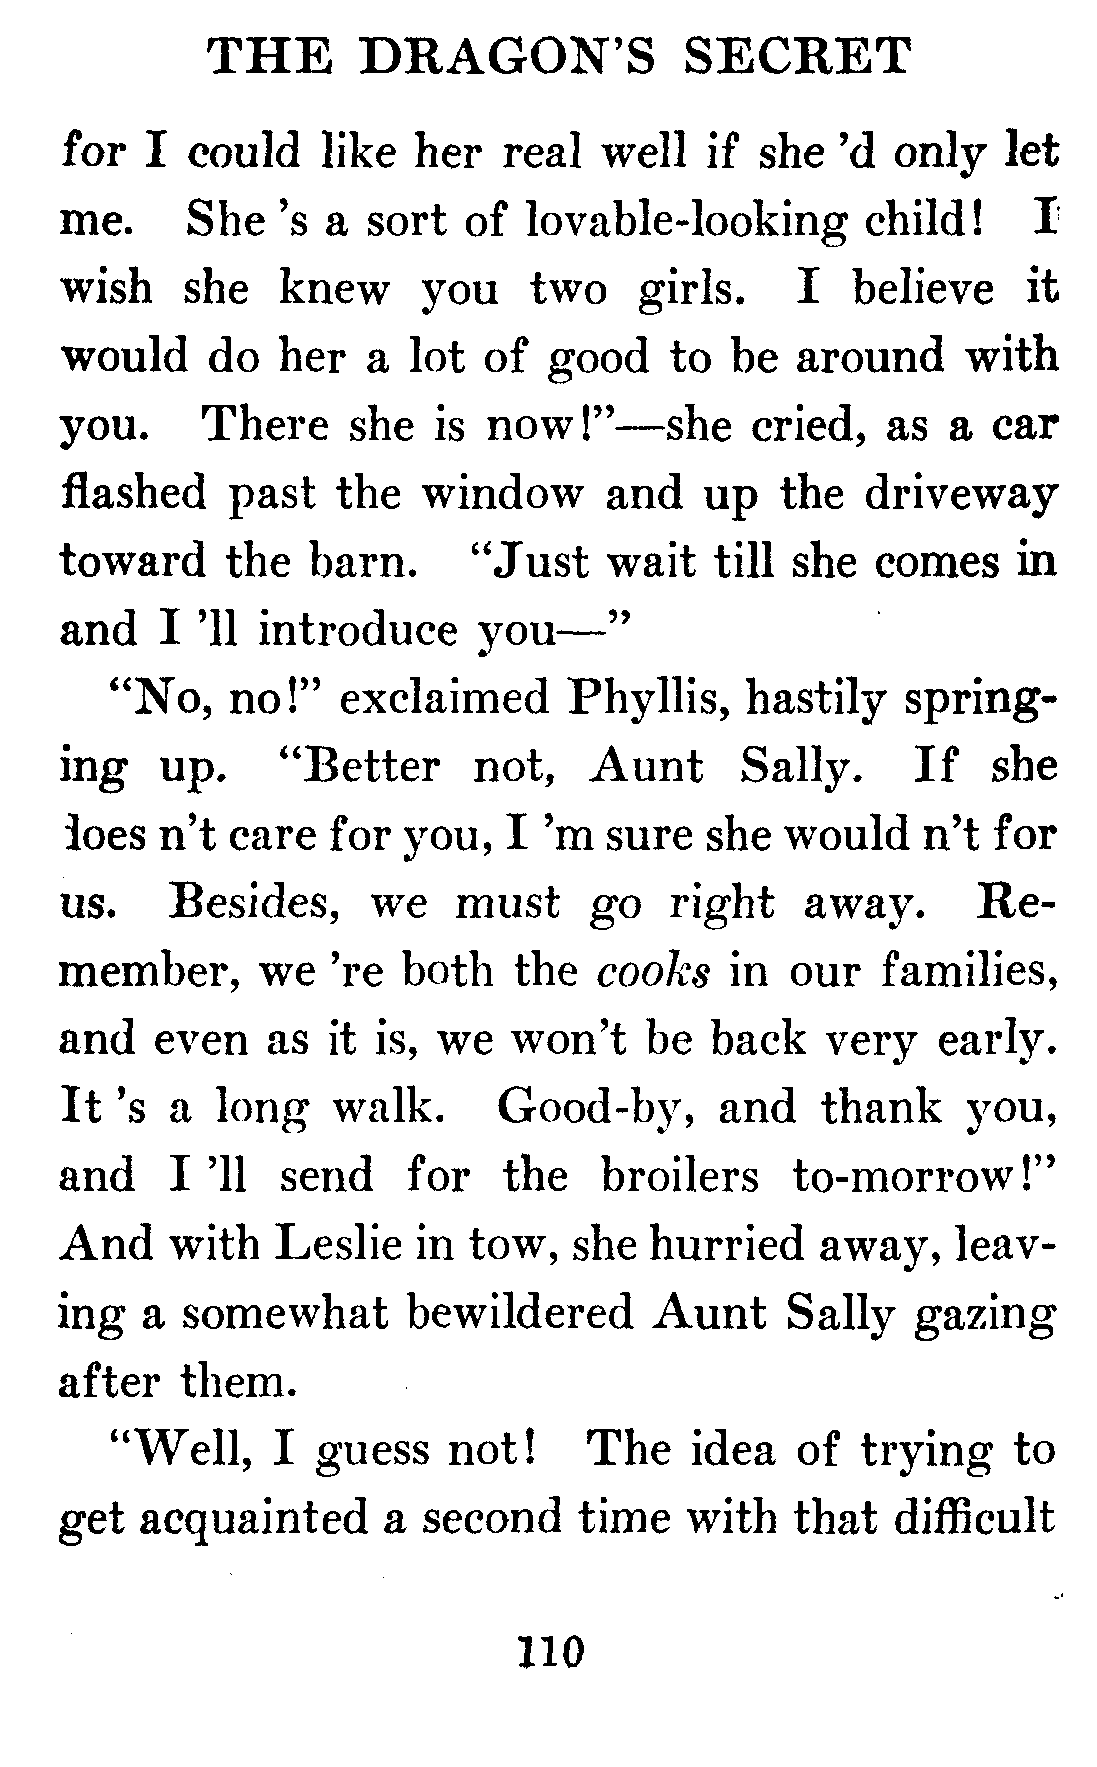 THE DRAGON'S SECRET
for I could like her real well if she 'd only let
me. She 's a sort of lovable-looking child! I
wish she knew you two girls. I believe it
would do her a lot of good to be around with
you. There she is now!"—she cried, as a car
flashed past the window and up the driveway
toward the barn. "Just wait till she comes in
and I 'll introduce you—"
"No, no!" exclaimed Phyllis, hastily spring-
ing up. "Better not, Aunt Sally. If she
does n't care for you, I 'm sure she would n't for
us. Besides, we must go right away. Re-
member, we 're both the cooks in our families,
and even as it is, we won't be back very early.
It 's a long walk. Good-by, and thank you,
and I 'll send for the broilers to-morrow!"
And with Leslie in tow, she hurried away, leav-
ing a somewhat bewildered Aunt Sally gazing
after them.
"Well, I guess not! The idea of trying to
get acquainted a second time with that difficult
110